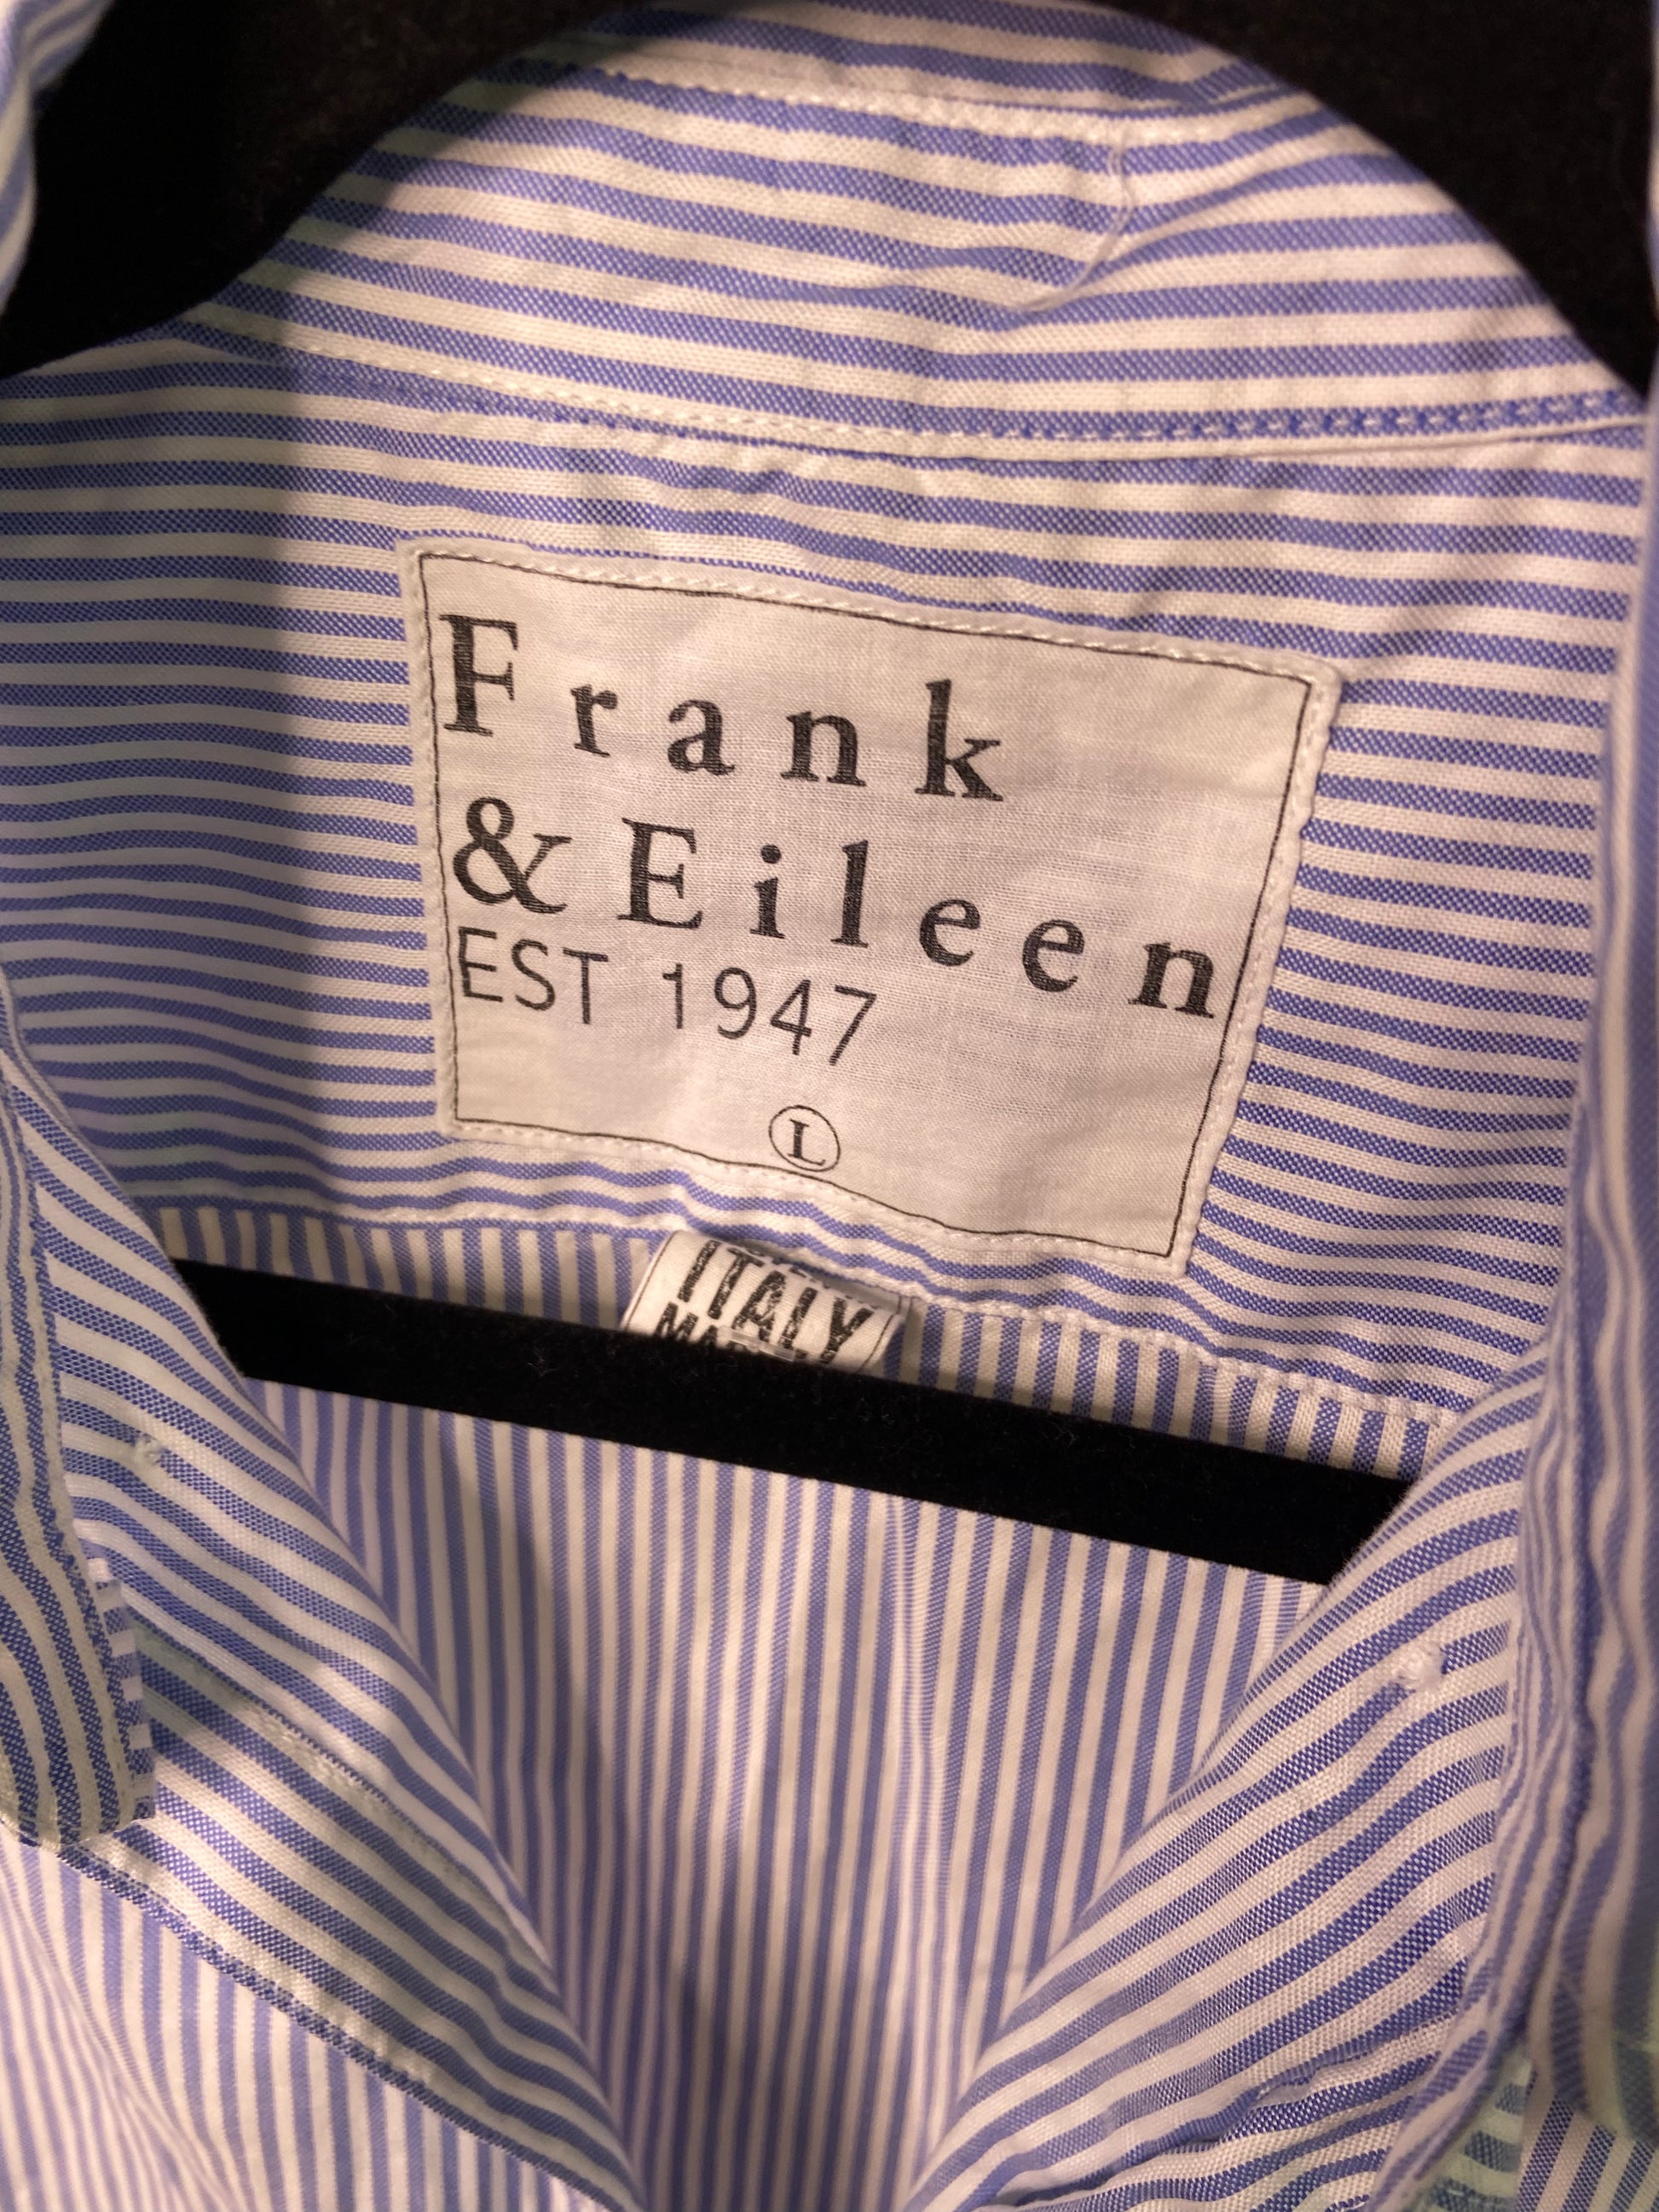 Frank
& Eileen
EST 1947
L
ITALY